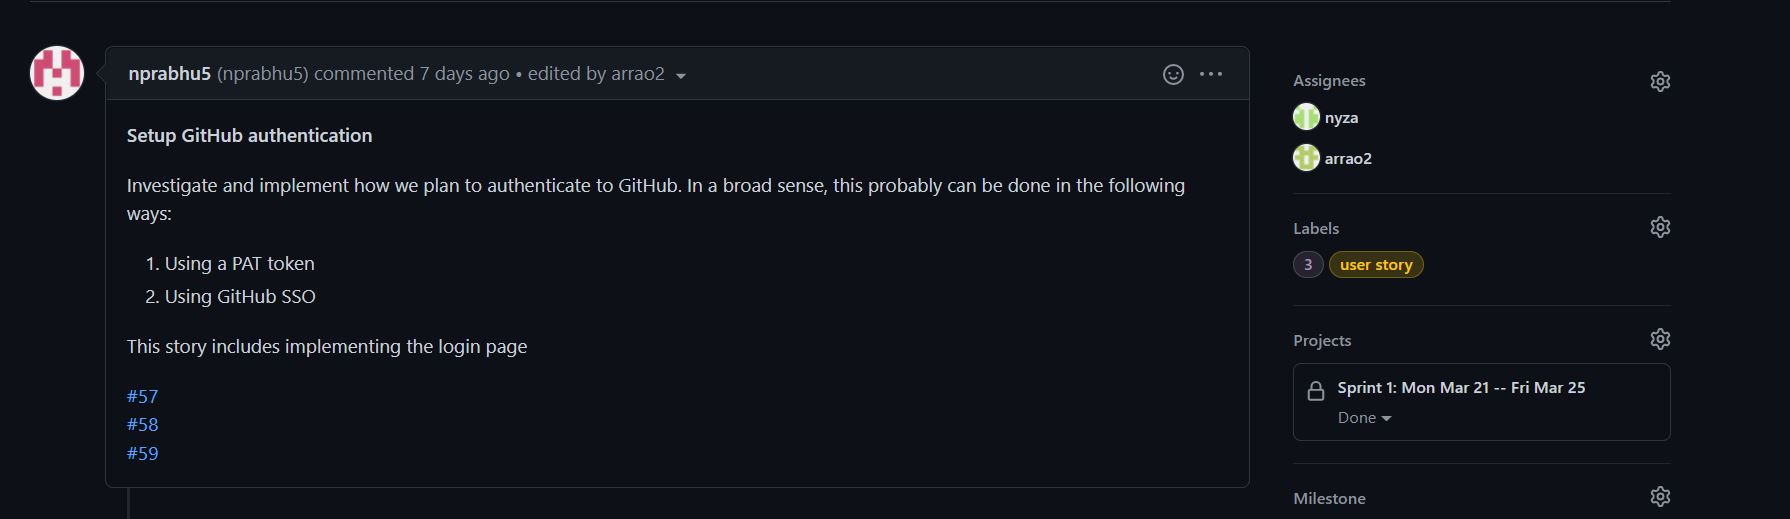 nprabhu5 (nprabhu5) commented 7 days ago • edited by arrao2
Setup GitHub authentication
Investigate and implement how we plan to authenticate to GitHub. In a broad sense, this probably can be done in the following
ways:
1. Using a PAT token
2. Using GitHub SSO
This story includes implementing the login page
#57
#58
#59
Assignees
nyza
arrao2
Labels
3 user story
Projects
Sprint 1: Mon Mar 21 -- Fri Mar 25
Done
Milestone